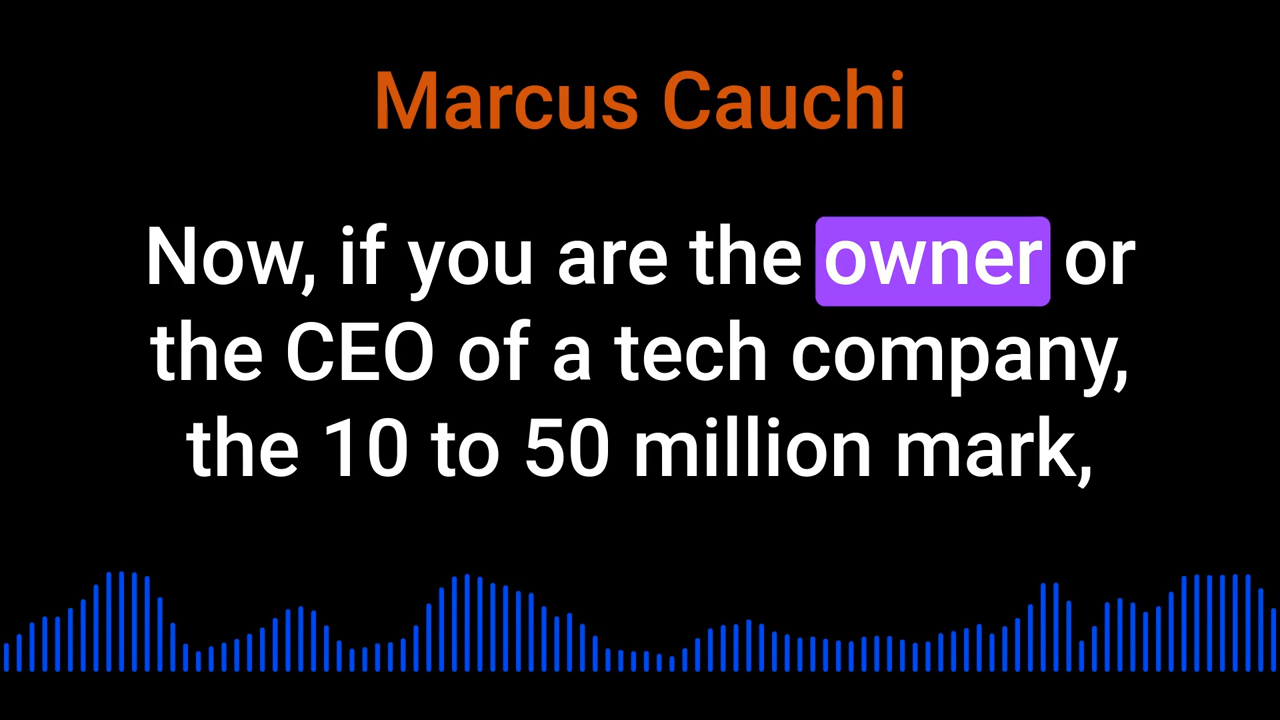 Marcus Cauchi
Now, if you are the owner or
the CEO of a tech company,
the 10 to 50 million mark,